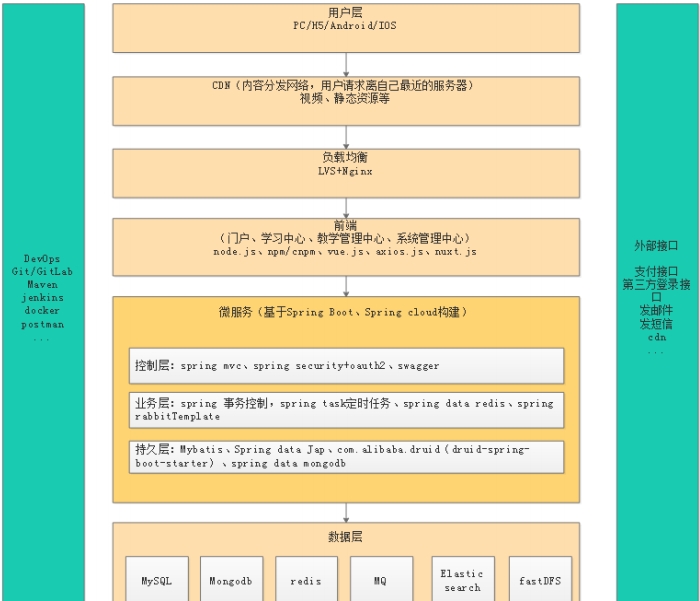 用户层
PC/H5/Android/IOS
CDN（内容分发网络，用户请求离自己最近的服务器）
视频、静态资源等
负载均衡
LVS+Nginx
前端
（门户、学习中心、教学管理中心、系统管理中心）
node.js、npm/cnpm、vue.js、axios.js、nuxt.js
微服务（基于Spring Boot、Spring cloud构建）
控制层：spring mvc、spring security+oauth2、swagger
业务层：spring 事务控制，spring task定时任务、spring data redis、spring
rabbitTemplate
持久层：Mybatis、Spring data Jap、com.alibaba.druid（druid-spring-
boot-starter）、spring data mongodb
数据层
MySQL
Mongodb
redis
MQ
Elastic
search
fastDFS
DevOps
Git/GitLab
Maven
jenkins
docker
postman
...
外部接口
支付接口
第三方登录接
口
发邮件
发短信
cdn
...